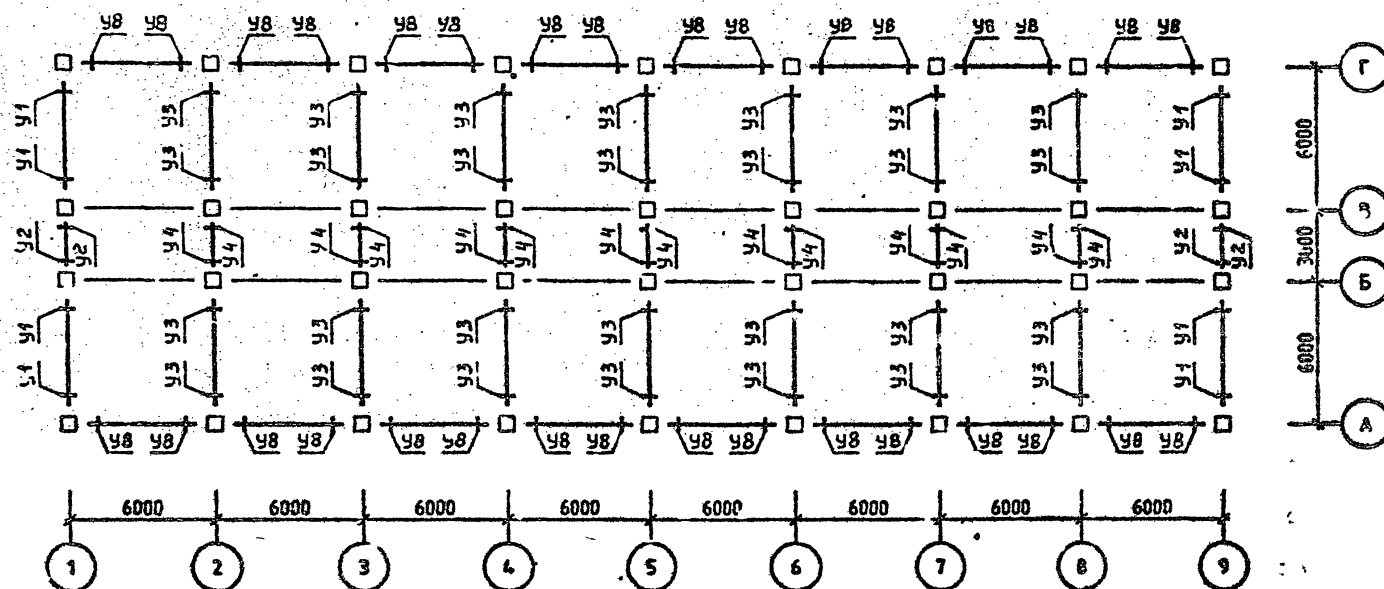 У8 У8 У8 У8 У8 У8 У8 У8 У8 У8 У8 У8 У8 У8 У8 У8
Г
У1 У3 У3 У3 У3 У3 У3 У3 У1
6000
У1 У3 У3 У3 У3 У3 У3 У3 У1
В
У2 У2 У4 У4 У4 У4 У4 У4 У4 У4 У4 У4 У4 У4 У4 У4 У2 У2
3000
Б
У1 У3 У3 У3 У3 У3 У3 У3 У1
6000
У1 У3 У3 У3 У3 У3 У3 У3 У1
А
У8 У8 У8 У8 У8 У8 У8 У8 У8 У8 У8 У8 У8 У8 У8 У8
6000 6000 6000 6000 6000 6000 6000 6000
1 2 3 4 5 6 7 8 9